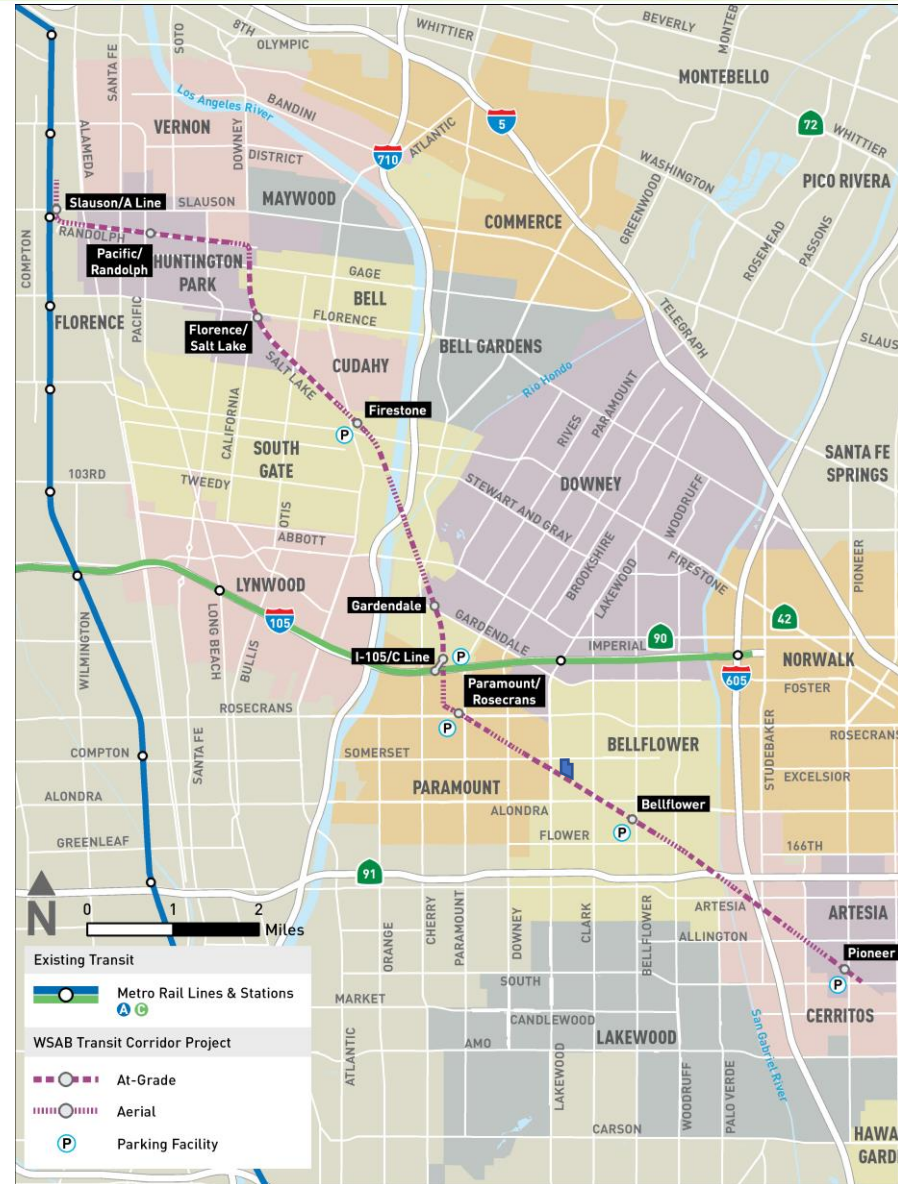 WHITTIER
BEVERLY
MONTEB
8TH
OLYMPIC
SANTA FE
SOTO
Los Angeles River
BANDINI
MONTEBELLO
5
72
VERNON
DOWNEY
ATLANTIC
710
WHITTIER
ALAMEDA
DISTRICT
WASHINGTON
PICO RIVERA
MAYWOOD
Slauson/A Line
SLAUSON
COMMERCE
GREENWOOD
ROSEMEAD
PASSONS
RANDOLPH
Pacific/
Randolph
HUNTINGTON
PARK
COMPTON
GAGE
BELL
FLORENCE
PACIFIC
Florence/
Salt Lake
FLORENCE
TELEGRAPH
SLAUS
BELL GARDENS
CUDAHY
SALT LAKE
Rio Hondo
Firestone
P
CALIFORNIA
RIVES
PARAMOUNT
SOUTH
GATE
SANTA FE
SPRINGS
103RD
TWEEDY
DOWNEY
WOODRUFF
STEWART AND GRAY
OTIS
ABBOTT
BROOKSHIRE
LAKEWOOD
FIRESTONE
PIONEER
LYNWOOD
Gardendale
GARDENDALE
105
LONG BEACH
BULLIS
WILMINGTON
IMPERIAL
90
42
I-105/C Line
P
NORWALK
605
FOSTER
Paramount/
Rosecrans
P
ROSECRANS
ROSECRANS
SANTA FE
COMPTON
SOMERSET
BELLFLOWER
STUDEBAKER
EXCELSIOR
PARAMOUNT
ALONDRA
ALONDRA
Bellflower
P
FLOWER
GREENLEAF
166TH
91
N
0 1 2
Miles
ORANGE
CHERRY
PARAMOUNT
DOWNEY
CLARK
BELLFLOWER
ARTESIA
ALLINGTON
ARTESIA
Pioneer
P
Existing Transit
Metro Rail Lines & Stations
A C
WSAB Transit Corridor Project
At-Grade
Aerial
P Parking Facility
SOUTH
MARKET
CANDLEWOOD
CERRITOS
ATLANTIC
AMO
LAKEWOOD
LAKEWOOD
WOODRUFF
PALO VERDE
San Gabriel River
CARSON
HAWA
GARD